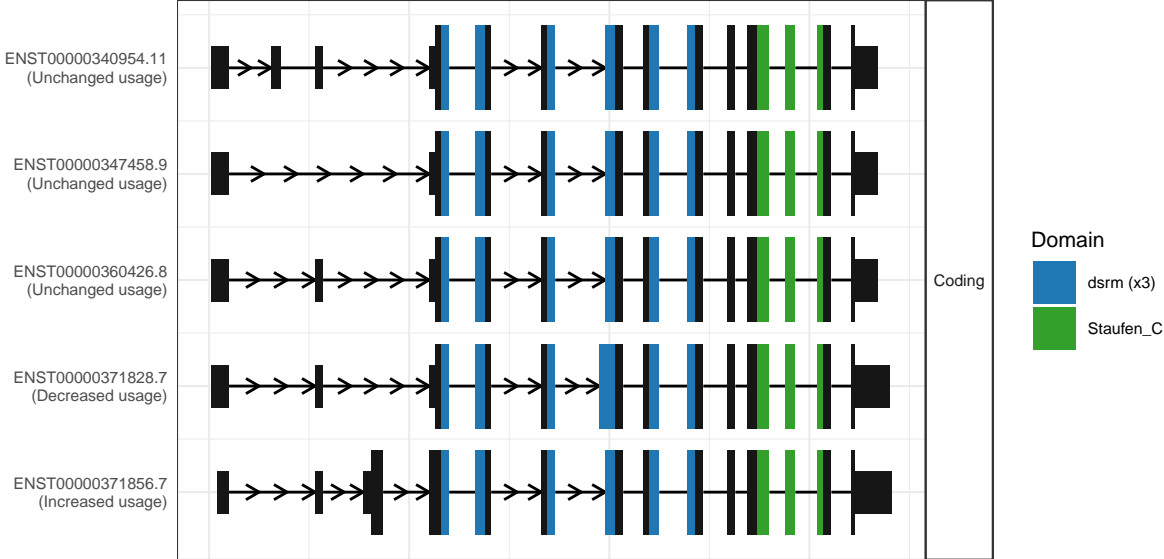 ENST00000340954.11
(Unchanged usage)
ENST00000347458.9
(Unchanged usage)
ENST00000360426.8
(Unchanged usage)
ENST00000371828.7
(Decreased usage)
ENST00000371856.7
(Increased usage)
Coding
Domain
dsrm (x3)
Staufen_C